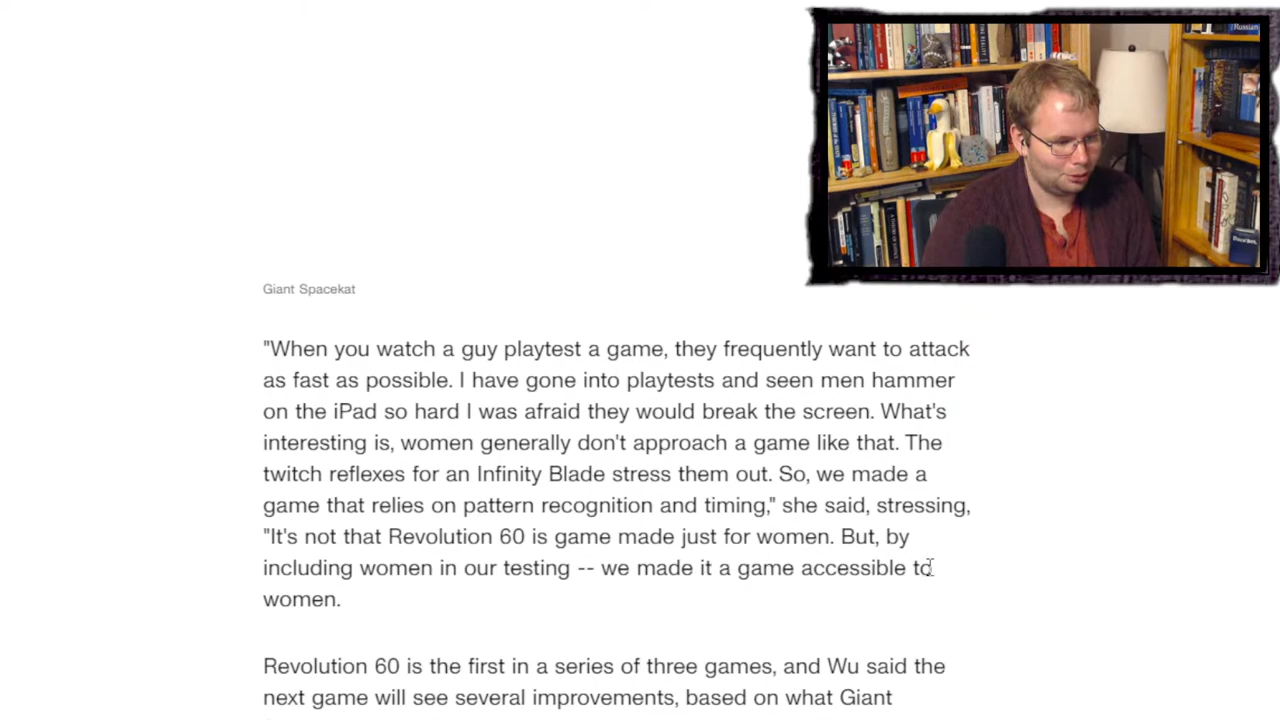 Russian
Giant Spacekat
"When you watch a guy playtest a game, they frequently want to attack
as fast as possible. I have gone into playtests and seen men hammer
on the iPad so hard I was afraid they would break the screen. What's
interesting is, women generally don't approach a game like that. The
twitch reflexes for an Infinity Blade stress them out. So, we made a
game that relies on pattern recognition and timing," she said, stressing,
"It's not that Revolution 60 is game made just for women. But, by
including women in our testing -- we made it a game accessible to
women.
Revolution 60 is the first in a series of three games, and Wu said the
next game will see several improvements, based on what Giant